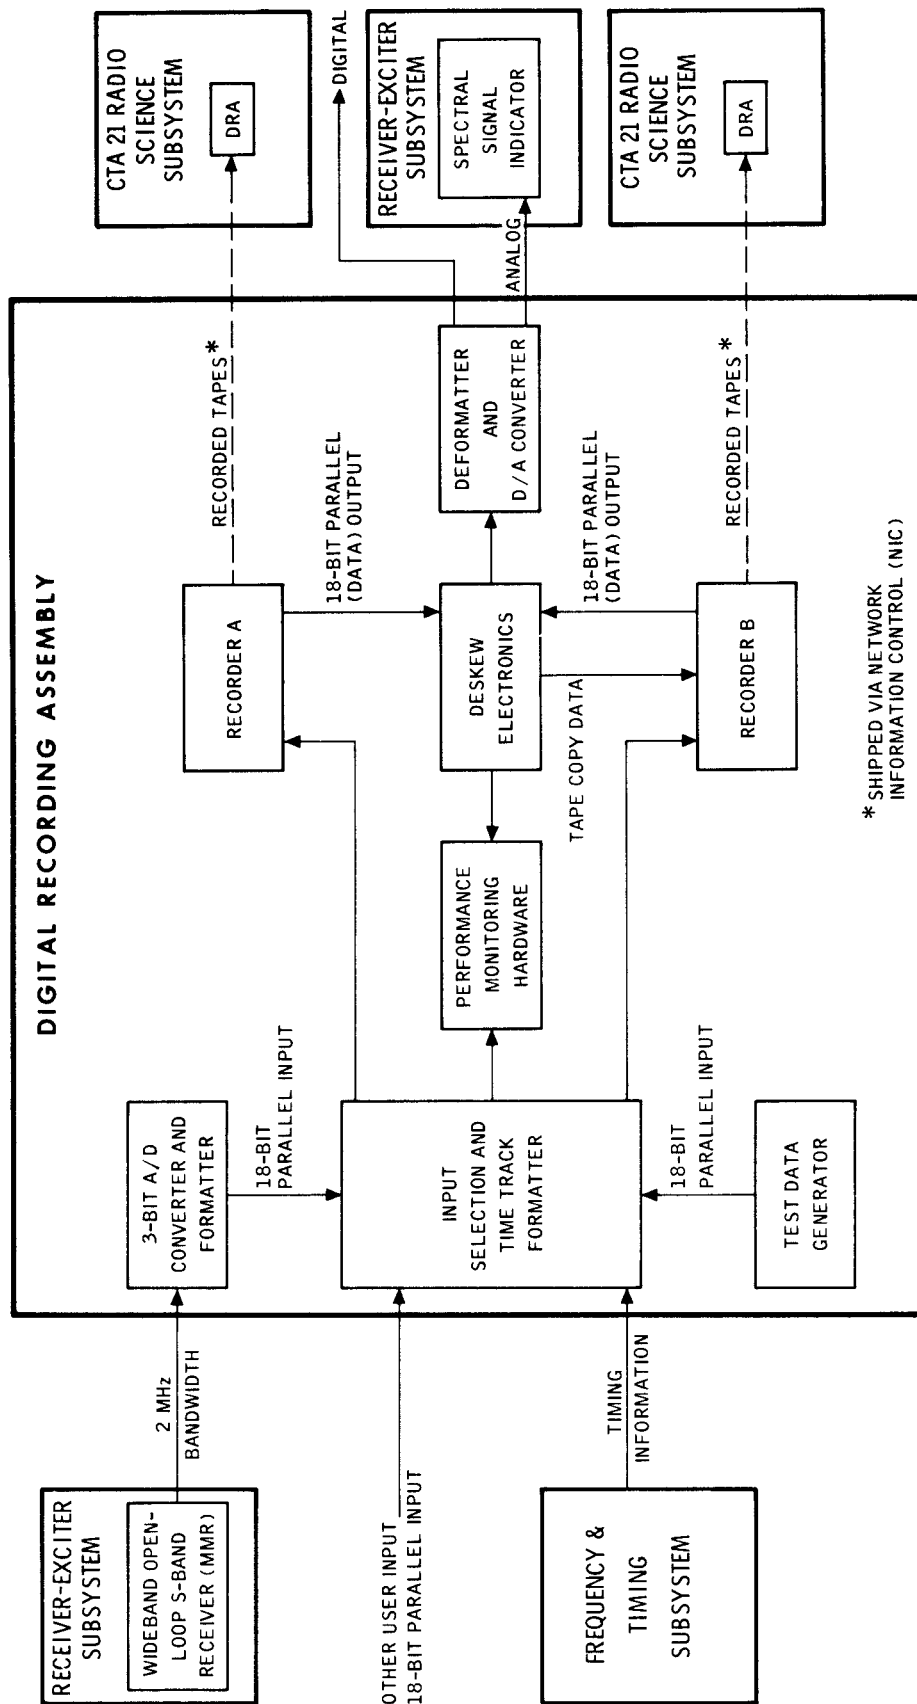 DIGITAL RECORDING ASSEMBLY
RECEIVER-EXCITER
SUBSYSTEM
WIDEBAND OPEN-
LOOP S-BAND
RECEIVER (MMR)
2 MHz
BANDWIDTH
OTHER USER INPUT
18-BIT PARALLEL INPUT
FREQUENCY &
TIMING
SUBSYSTEM
TIMING
INFORMATION
3-BIT A/D
CONVERTER AND
FORMATTER
18-BIT
PARALLEL INPUT
INPUT
SELECTION AND
TIME TRACK
FORMATTER
18-BIT
PARALLEL INPUT
TEST DATA
GENERATOR
PERFORMANCE
MONITORING
HARDWARE
RECORDER A
18-BIT PARALLEL
(DATA) OUTPUT
DESKEW
ELECTRONICS
TAPE COPY DATA
18-BIT PARALLEL
(DATA) OUTPUT
RECORDER B
DEFORMATTER
AND
D/A CONVERTER
RECORDED TAPES*
RECORDED TAPES*
ANALOG
DIGITAL
CTA 21 RADIO
SCIENCE
SUBSYSTEM
DRA
RECEIVER-EXCITER
SUBSYSTEM
SPECTRAL
SIGNAL
INDICATOR
CTA 21 RADIO
SCIENCE
SUBSYSTEM
DRA
* SHIPPED VIA NETWORK
INFORMATION CONTROL (NIC)